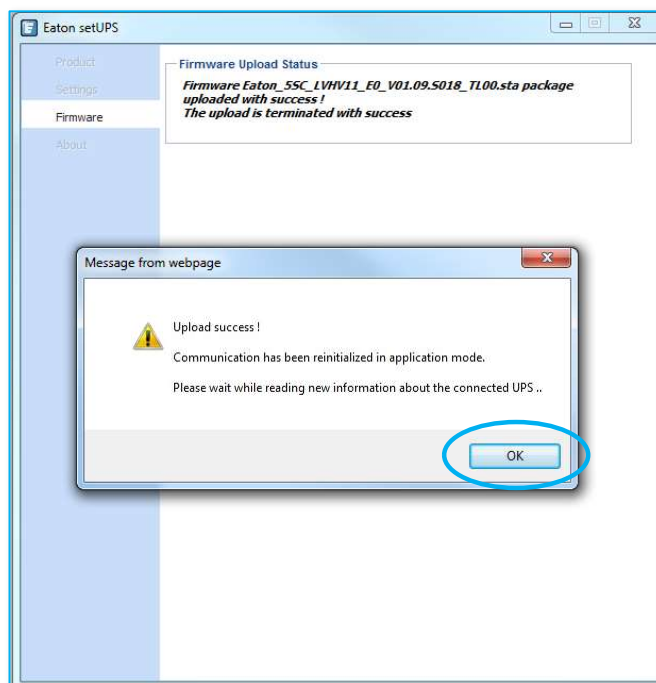 Eaton setUPS
Product
Settings
Firmware
About
Firmware Upload Status
Firmware Eaton_5SC_LVHV11_E0_V01.09.S018_TL00.sta package
uploaded with success !
The upload is terminated with success
Message from webpage
Upload success !
Communication has been reinitialized in application mode.
Please wait while reading new information about the connected UPS ..
OK